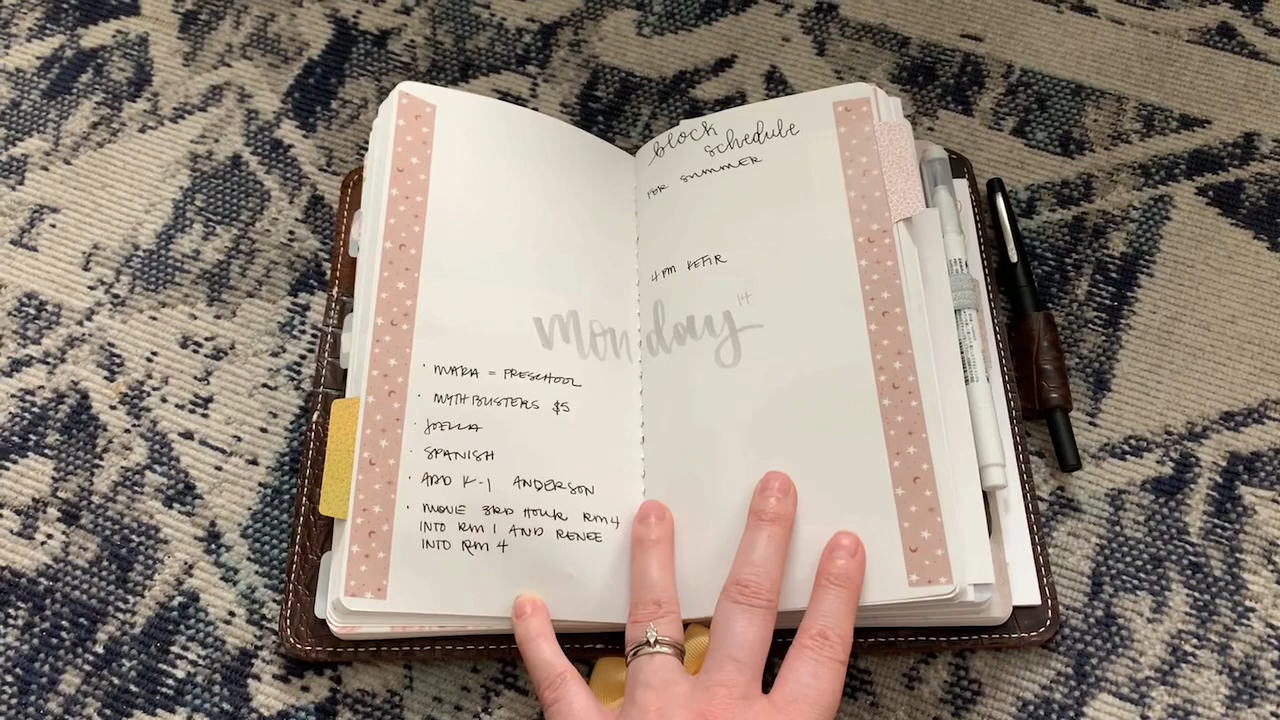 monday 14
• MARA = PRESCHOOL
• MYTHBUSTERS $5
• JOELLA
• SPANISH
• ADD K-1 ANDERSON
• MOVE 3RD HOUR RM 4
INTO RM 1 AND RENEE
INTO RM 4
block
schedule
FOR SUMMER
4PM KEFIR